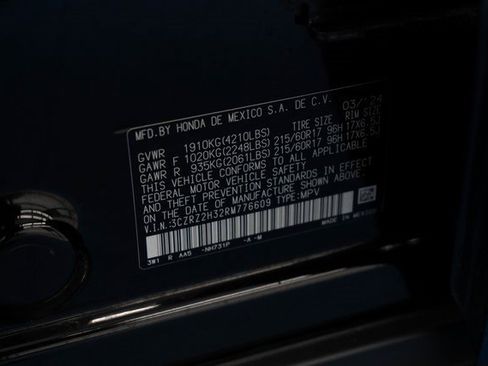 MFD.BY HONDA DE MEXICO S.A. DE C.V. 03/'24
GVWR 1910KG(4210LBS) TIRE SIZE RIM SIZE
GAWR F 1020KG(2248LBS) 215/60R17 96H 17X6.5J
GAWR R 935KG(2061LBS) 215/60R17 96H 17X6.5J
THIS VEHICLE CONFORMS TO ALL APPLICABLE
FEDERAL MOTOR VEHICLE SAFETY
AND THEFT PREVENTION STANDARDS IN EFFECT
ON THE DATE OF MANUFACTURE SHOWN ABOVE.
V.I.N.:3CZRZ2H32RM776609 TYPE:MPV
MADE IN MEXICO
3W1 R AA5 -NH731P -A -M